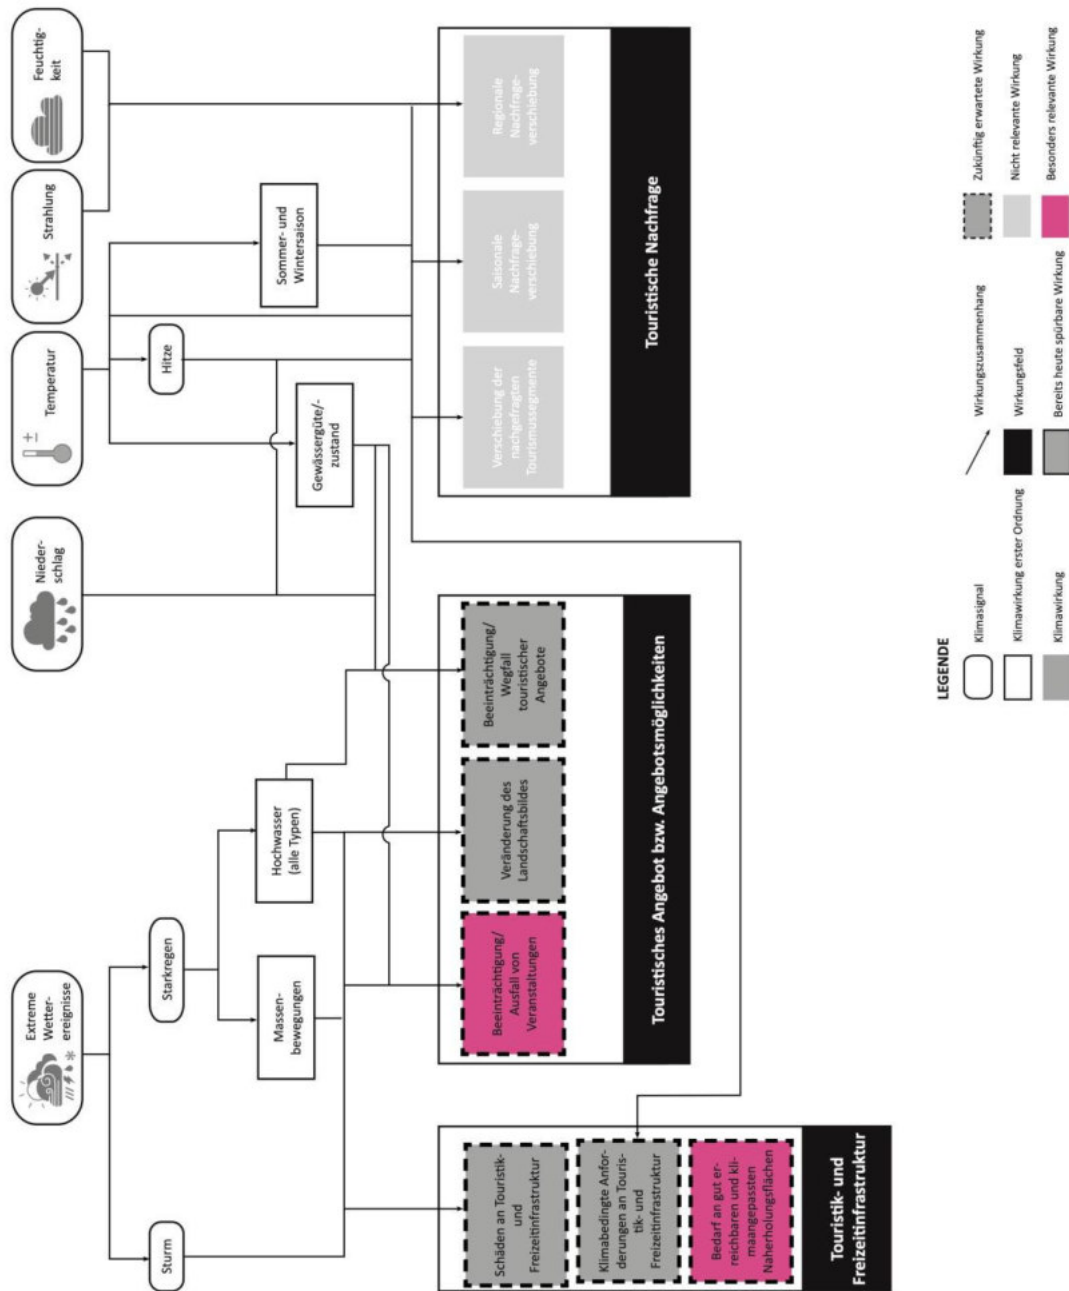 Extreme
Wetter-
ereignisse
Nieder-
schlag
Temperatur
Strahlung
Feuchtig-
keit
Sturm
Starkregen
Hitze
Massen-
bewegungen
Hochwasser
(alle Typen)
Gewässergüte/-
zustand
Sommer- und
Wintersaison
Schäden an Touristik-
und
Freizeitinfrastruktur
Klimabedingte Anfor-
derungen an Touris-
tik- und
Freizeitinfrastruktur
Bedarf an gut er-
reichbaren und kli-
maangepassten
Naherholungsflächen
Touristik- und
Freizeitinfrastruktur
Beeinträchtigung/
Ausfall von
Veranstaltungen
Veränderung des
Landschaftsbildes
Beeinträchtigung/
Wegfall
touristischer
Angebote
Touristisches Angebot bzw. Angebotsmöglichkeiten
Verschiebung der
nachgefragten
Tourismussegmente
Saisonale
Nachfrage-
verschiebung
Regionale
Nachfrage-
verschiebung
Touristische Nachfrage
LEGENDE
Klimasignal
Wirkungszusammenhang
Zukünftig erwartete Wirkung
Klimawirkung erster Ordnung
Wirkungsfeld
Nicht relevante Wirkung
Klimawirkung
Bereits heute spürbare Wirkung
Besonders relevante Wirkung